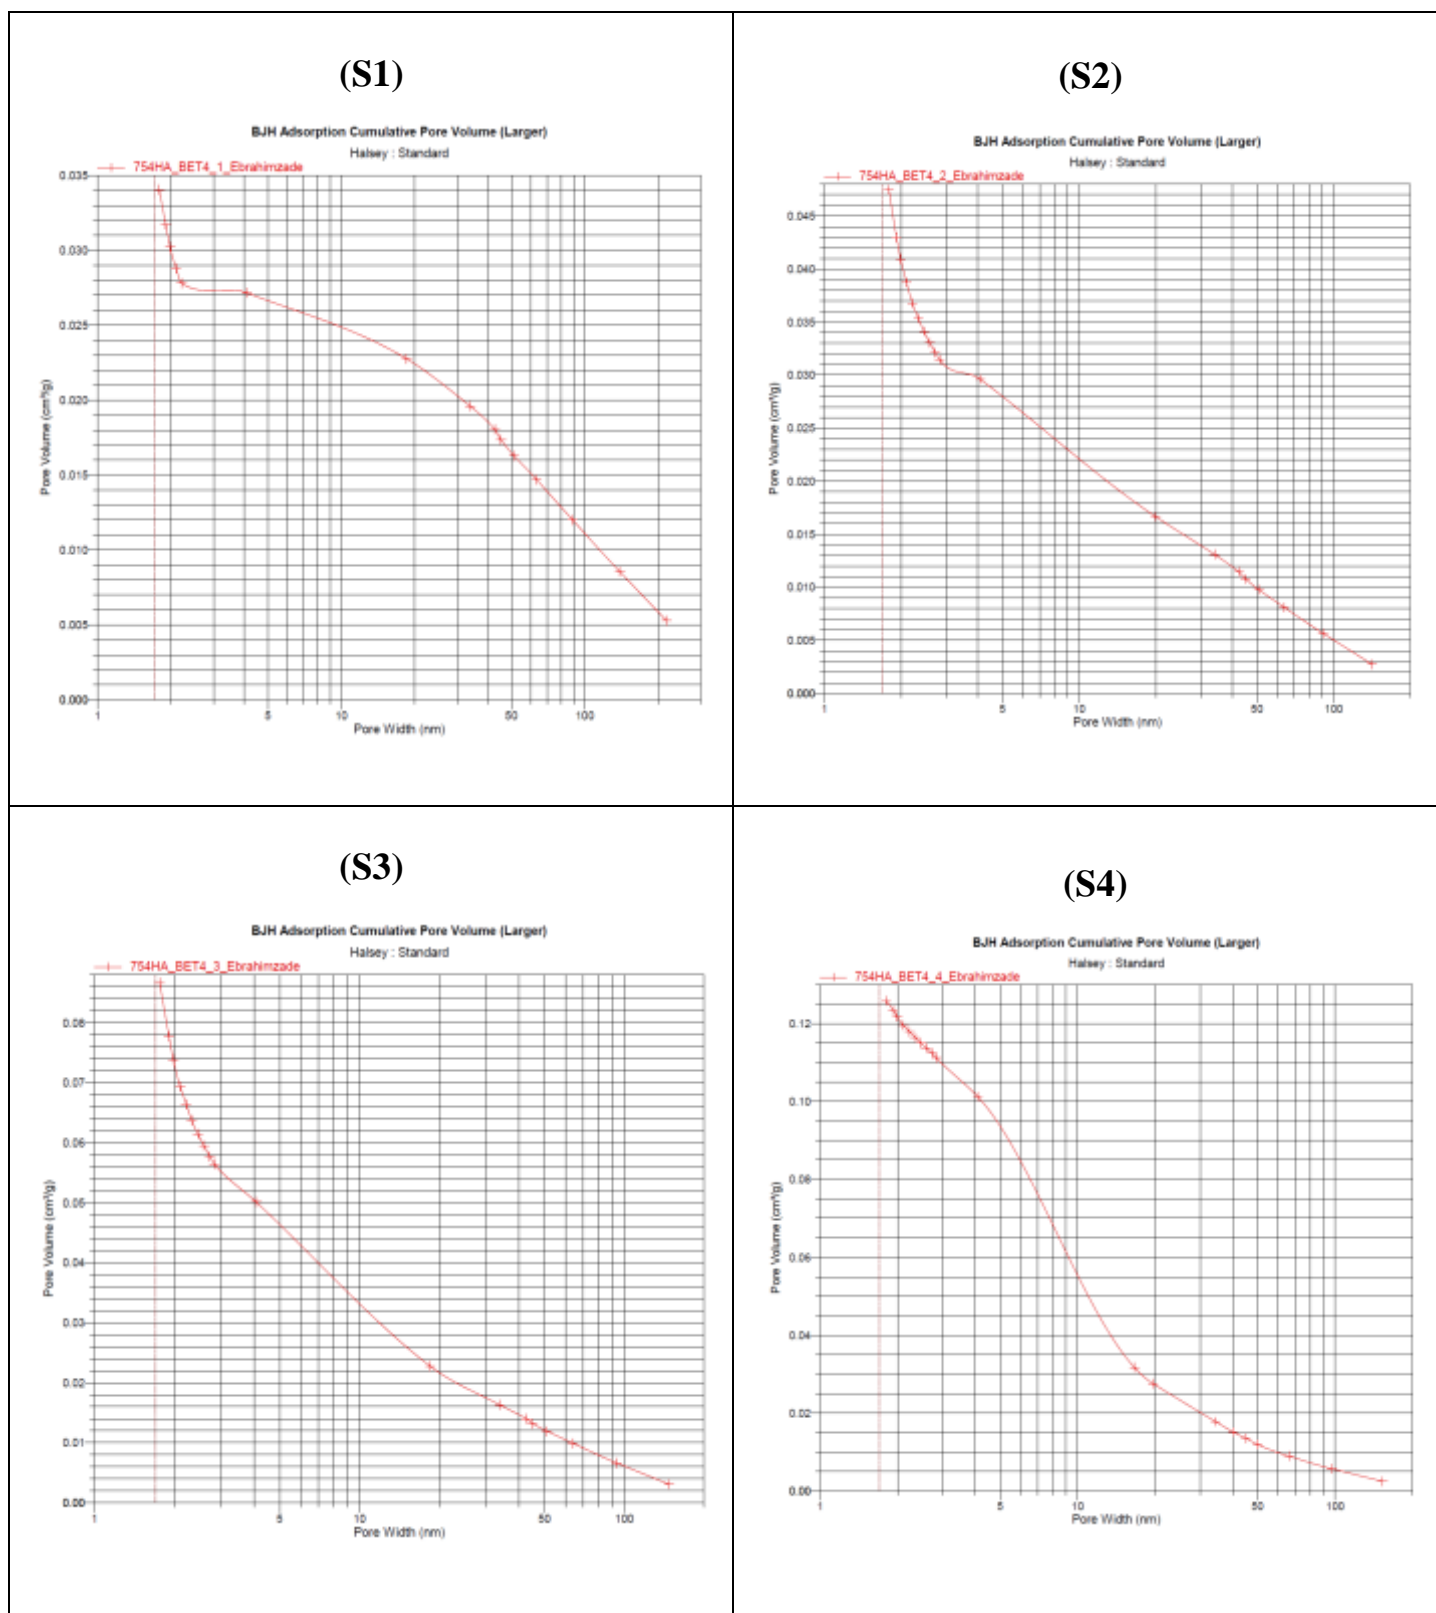 (S1)
BJH Adsorption Cumulative Pore Volume (Larger)
Halsey : Standard
754HA_BET4_1_Ebrahimzade
0.035
0.030
0.025
0.020
0.015
0.010
0.005
0.000
Pore Volume (cm³/g)
1 5 10 50 100
Pore Width (nm)
(S2)
BJH Adsorption Cumulative Pore Volume (Larger)
Halsey : Standard
754HA_BET4_2_Ebrahimzade
0.045
0.040
0.035
0.030
0.025
0.020
0.015
0.010
0.005
0.000
Pore Volume (cm³/g)
1 5 10 50 100
Pore Width (nm)
(S3)
BJH Adsorption Cumulative Pore Volume (Larger)
Halsey : Standard
754HA_BET4_3_Ebrahimzade
0.08
0.07
0.06
0.05
0.04
0.03
0.02
0.01
0.00
Pore Volume (cm³/g)
1 5 10 50 100
Pore Width (nm)
(S4)
BJH Adsorption Cumulative Pore Volume (Larger)
Halsey : Standard
754HA_BET4_4_Ebrahimzade
0.12
0.10
0.08
0.06
0.04
0.02
0.00
Pore Volume (cm³/g)
1 5 10 50 100
Pore Width (nm)